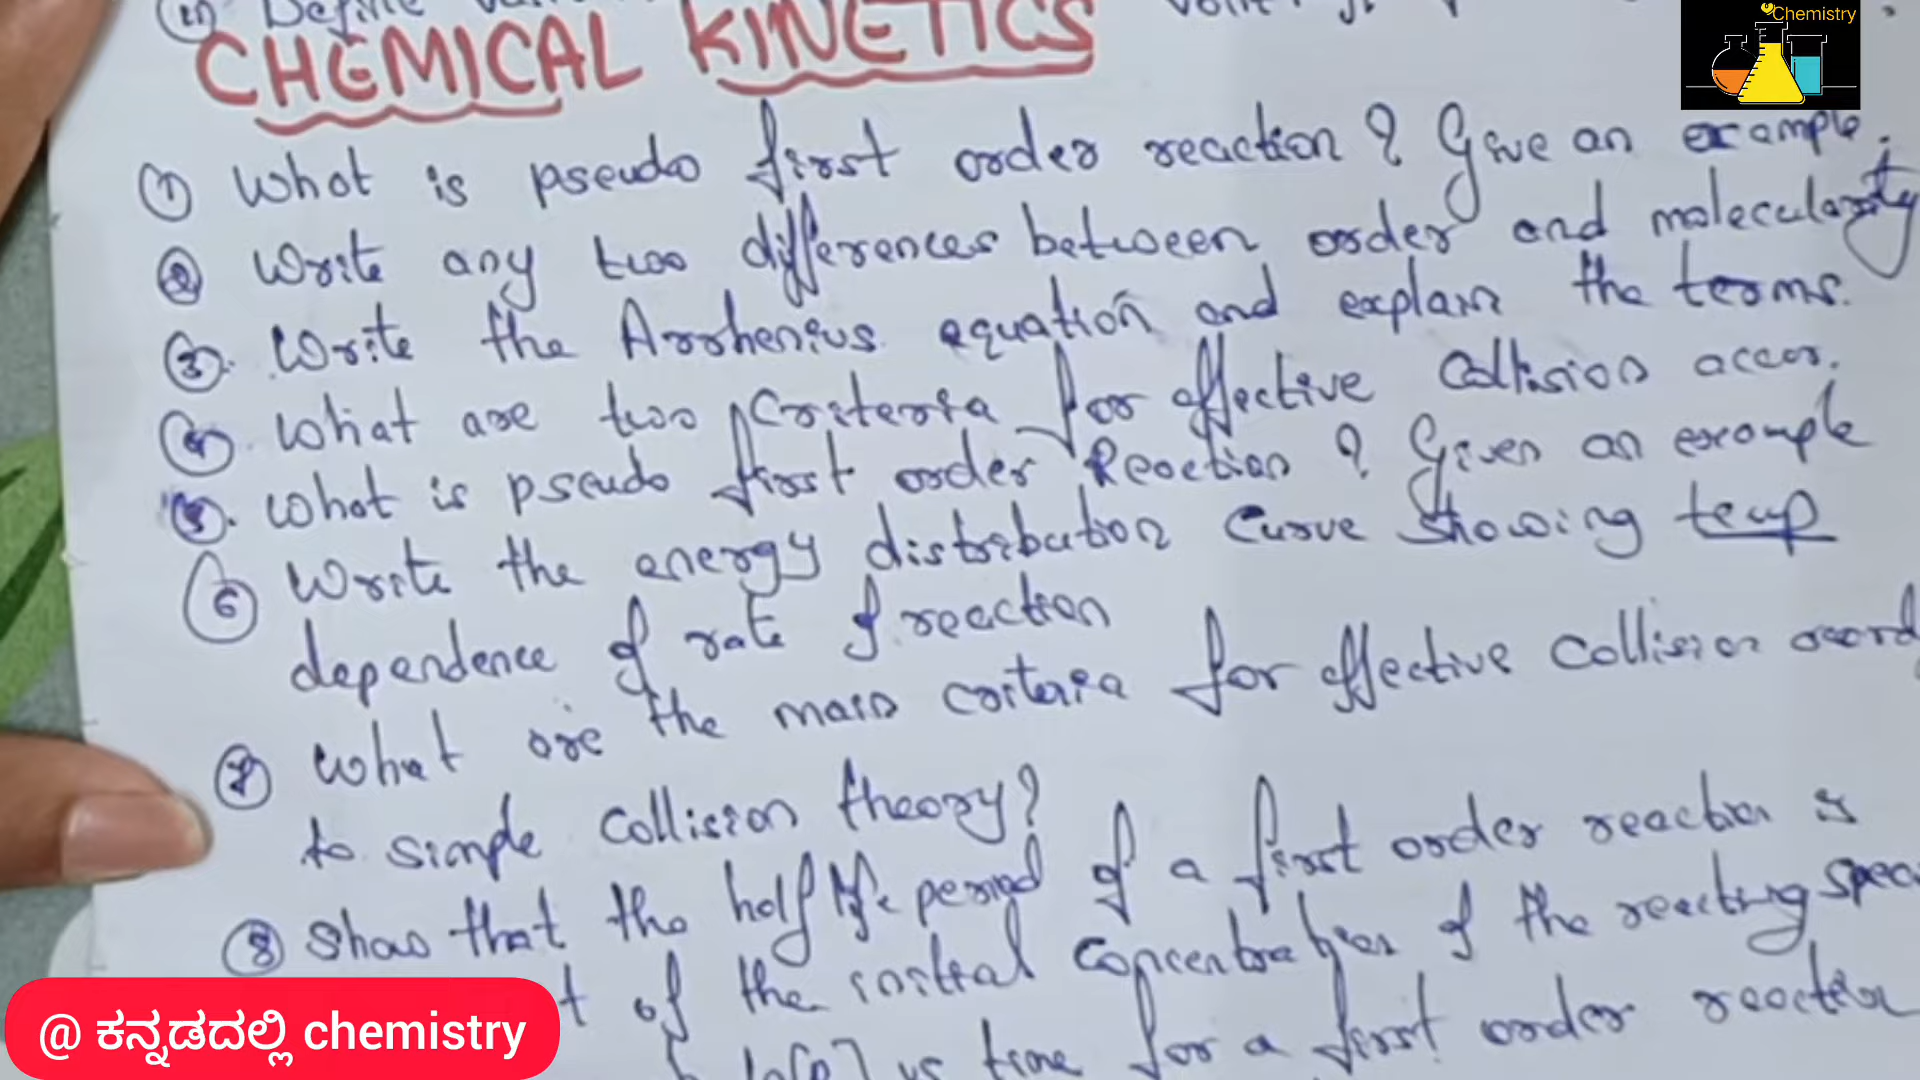 (ii) Define
CHEMICAL KINETICS
Chemistry
① What is pseudo first order reaction? Give an example.
② Write any two differences between order and molecularity
③. Write the Arrhenius equation and explain the terms.
④. What are two criteria for effective collision accor.
⑤. What is pseudo first order Reaction? Given an example
⑥ Write the energy distribution curve showing temp
dependence of rate of reaction
⑦ What are the main criteria for effective collision
to simple collision theory?
⑧ Show that the half life period of a first order reaction is
of the initial concentration of the reacting
vs time for a first order reaction
@ ಕನ್ನಡದಲ್ಲಿ chemistry